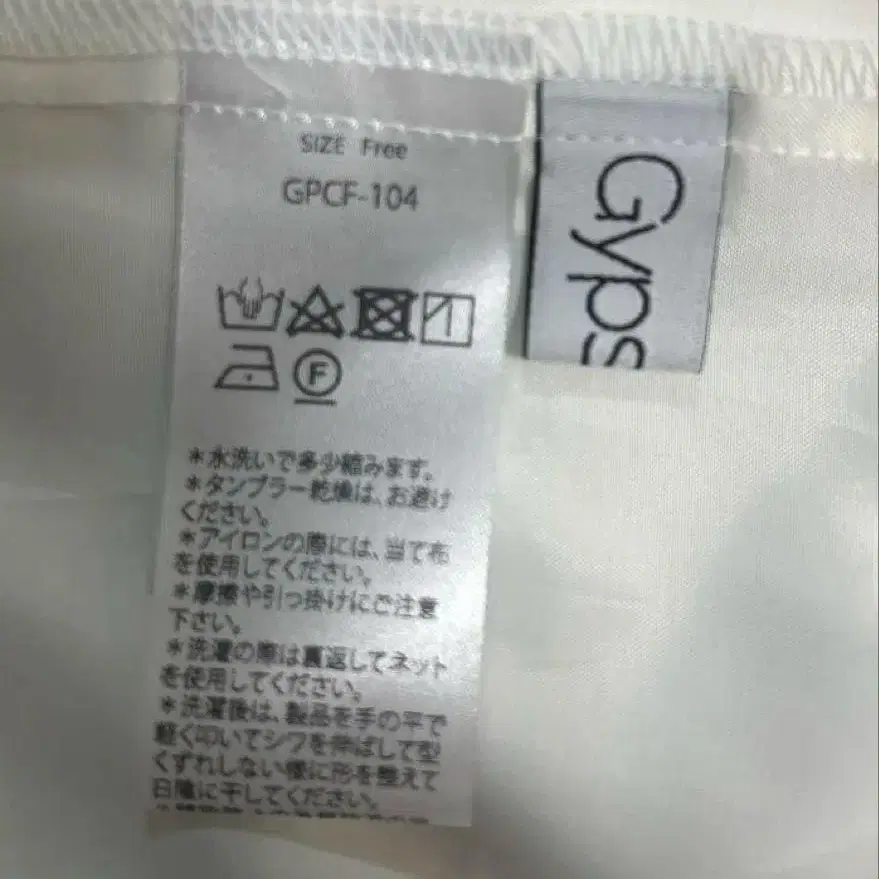 SIZE Free
GPCF-104
F
＊水洗いで多少縮みます。
＊タンブラー乾燥は、お避け
ください。
＊アイロンの際には、当て布
を使用してください。
＊摩擦や引っ掛けにご注意
下さい。
＊洗濯の際は裏返してネット
を使用してください。
＊洗濯後は、製品を手の平で
軽く叩いてシワを伸ばして型
くずれしない様に形を整えて
日陰に干してください。
Gyps